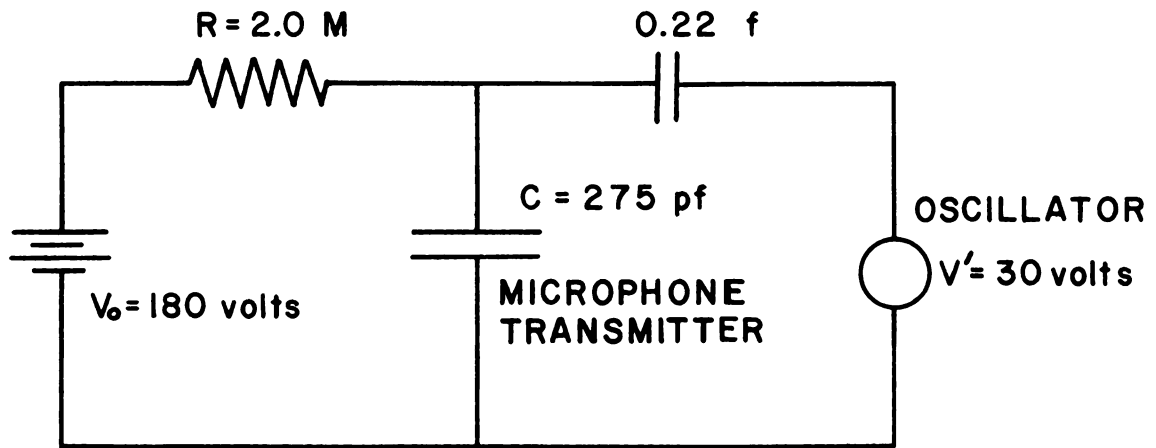 R = 2.0 M
0.22 f
C = 275 pf
OSCILLATOR
V' = 30 volts
V₀ = 180 volts
MICROPHONE
TRANSMITTER